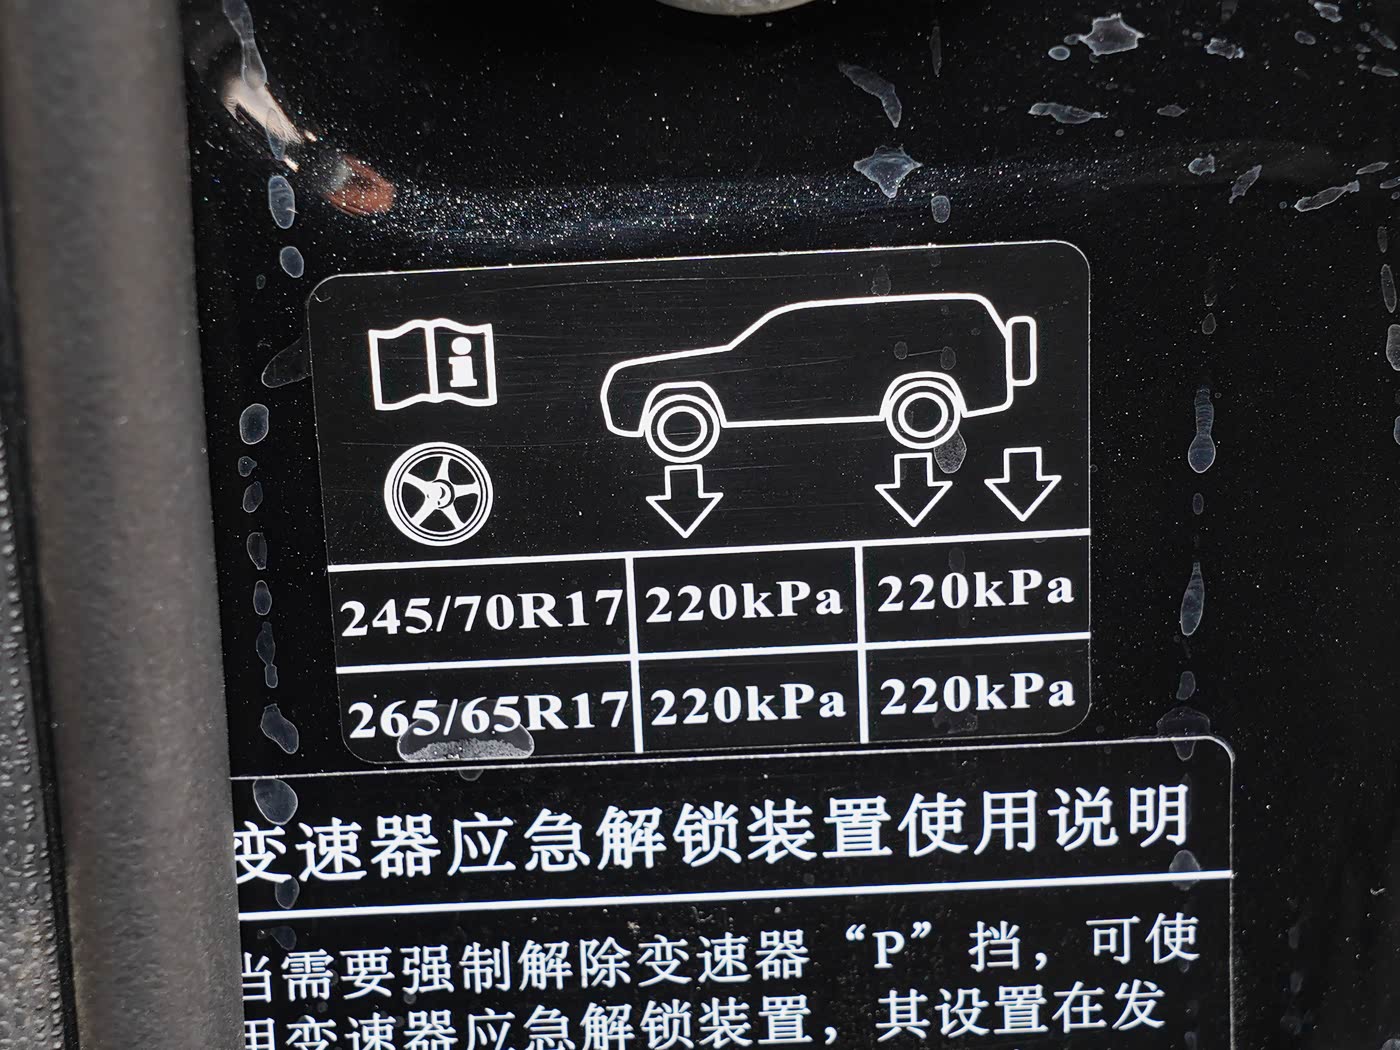 245/70R17 220kPa 220kPa
265/65R17 220kPa 220kPa
变速器应急解锁装置使用说明
当需要强制解除变速器“P”挡，可使
用变速器应急解锁装置，其设置在发